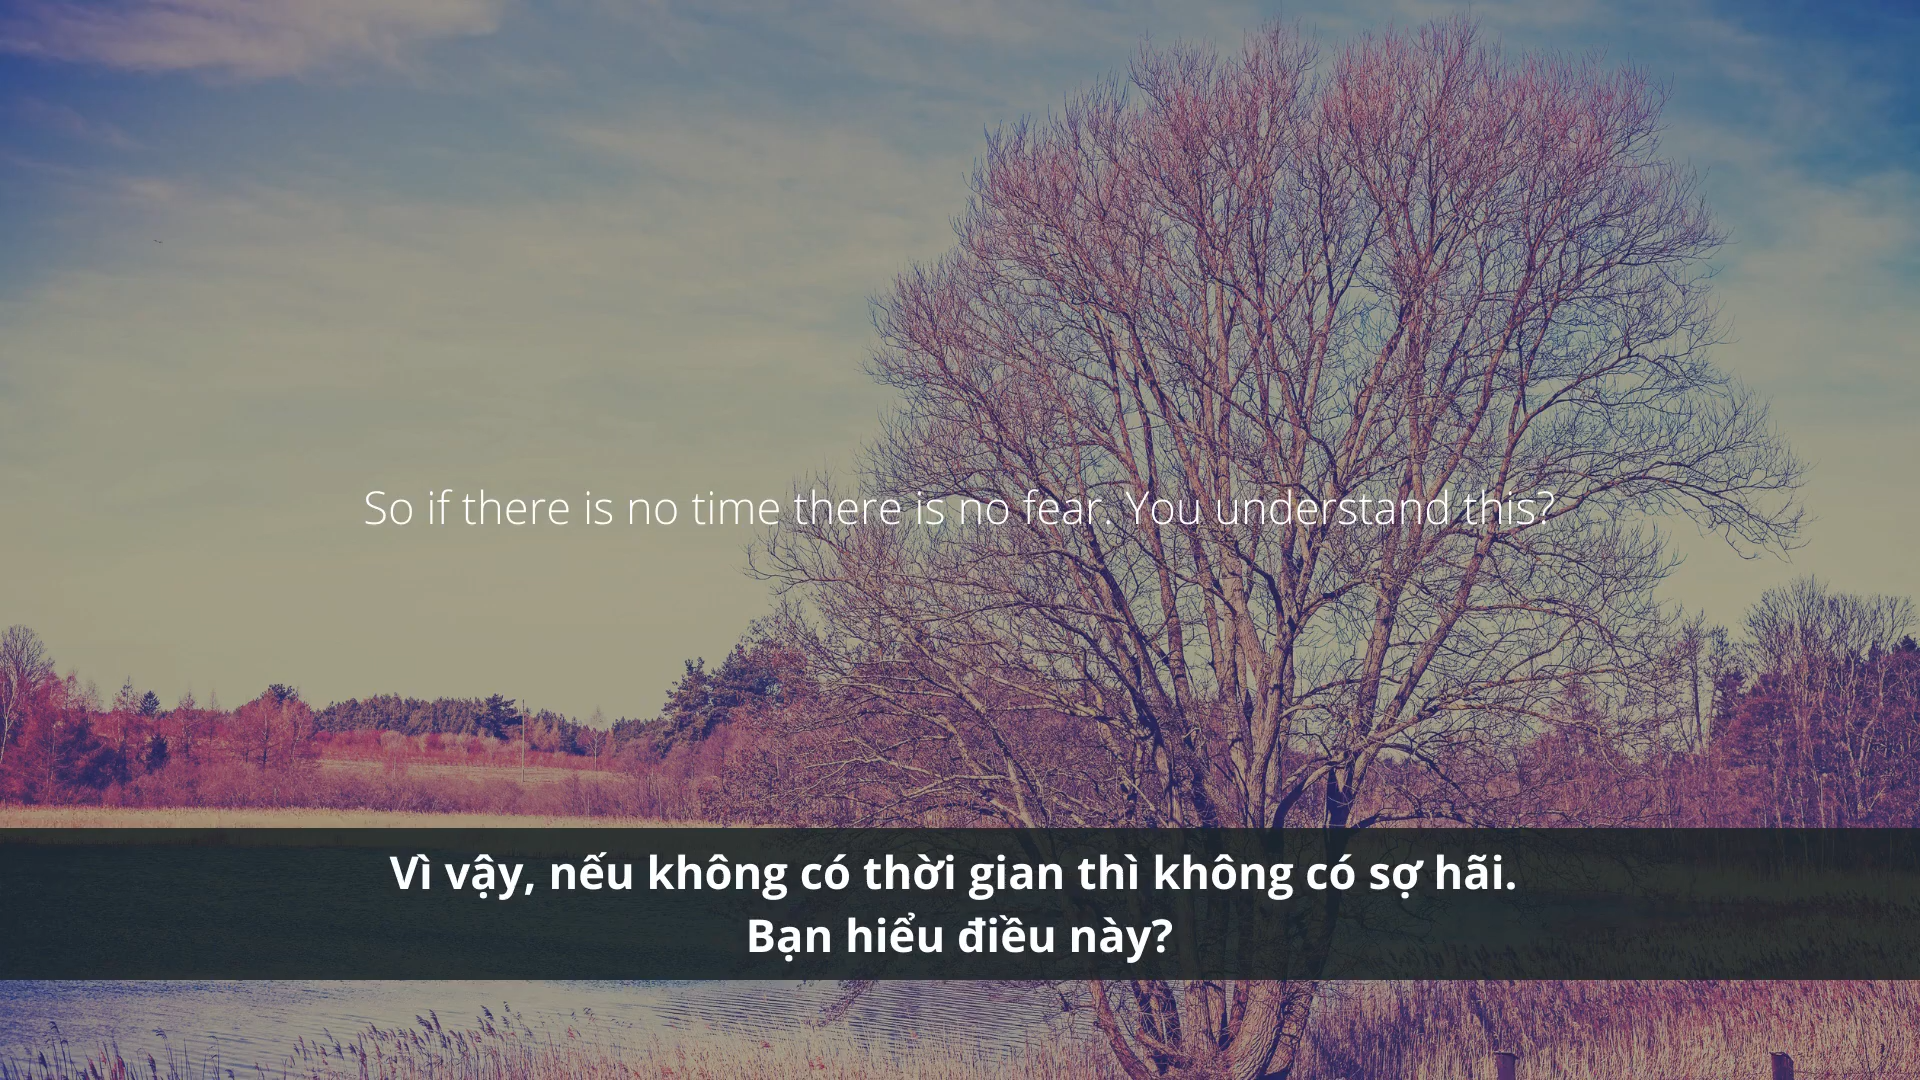 So if there is no time there is no fear. You understand this?
Vì vậy, nếu không có thời gian thì không có sợ hãi.
Bạn hiểu điều này?